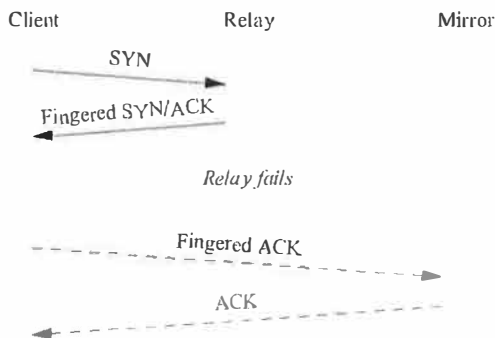 Client Relay Mirror
SYN
Fingered SYN/ACK
Relay fails
Fingered ACK
ACK